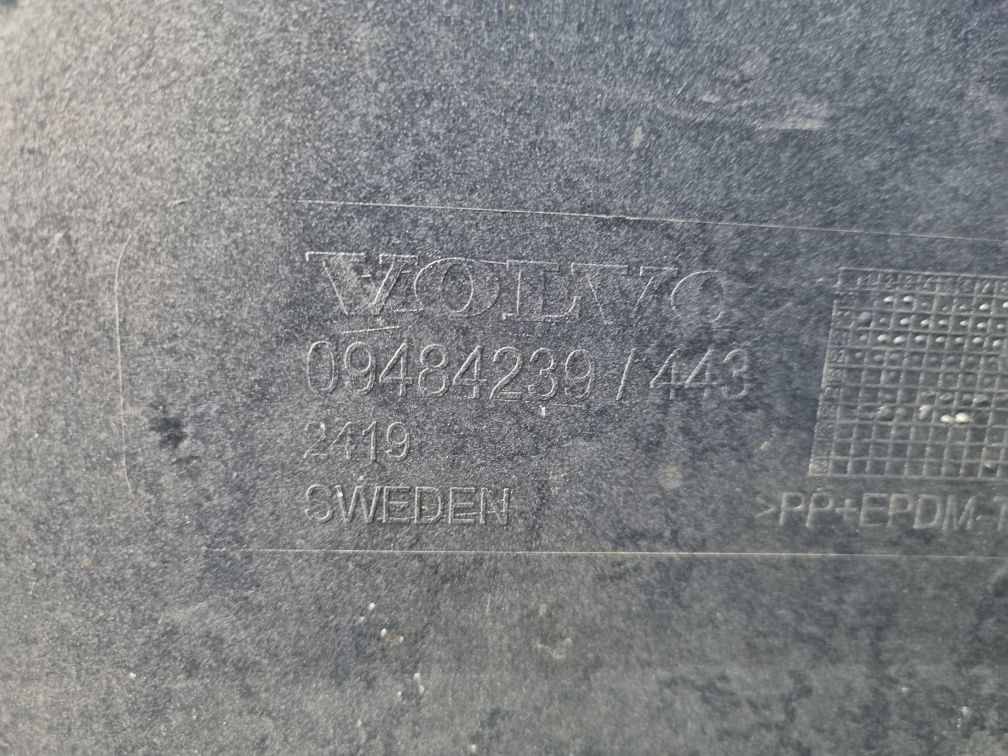 VOLVO
09484239 / 443
2419
SWEDEN
>PP+EPDM-